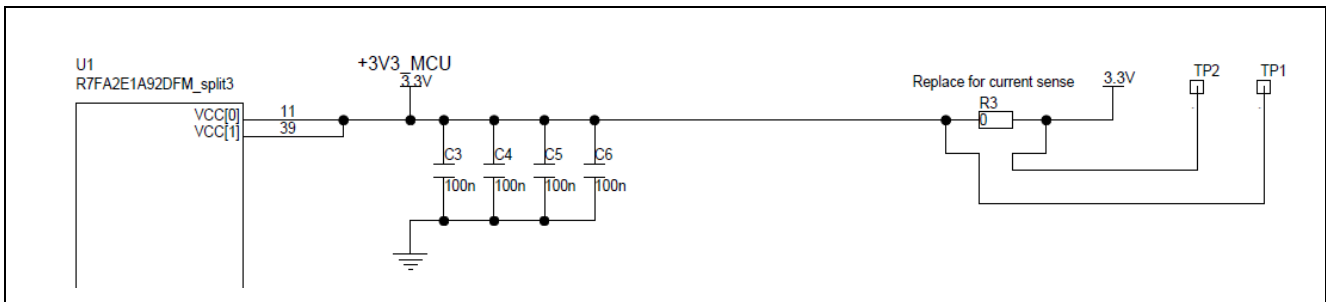 U1
R7FA2E1A92DFM_split3
VCC[0]
11
VCC[1]
39
+3V3_MCU
3.3V
C3
100n
C4
100n
C5
100n
C6
100n
Replace for current sense
R3
0
3.3V
TP2
TP1